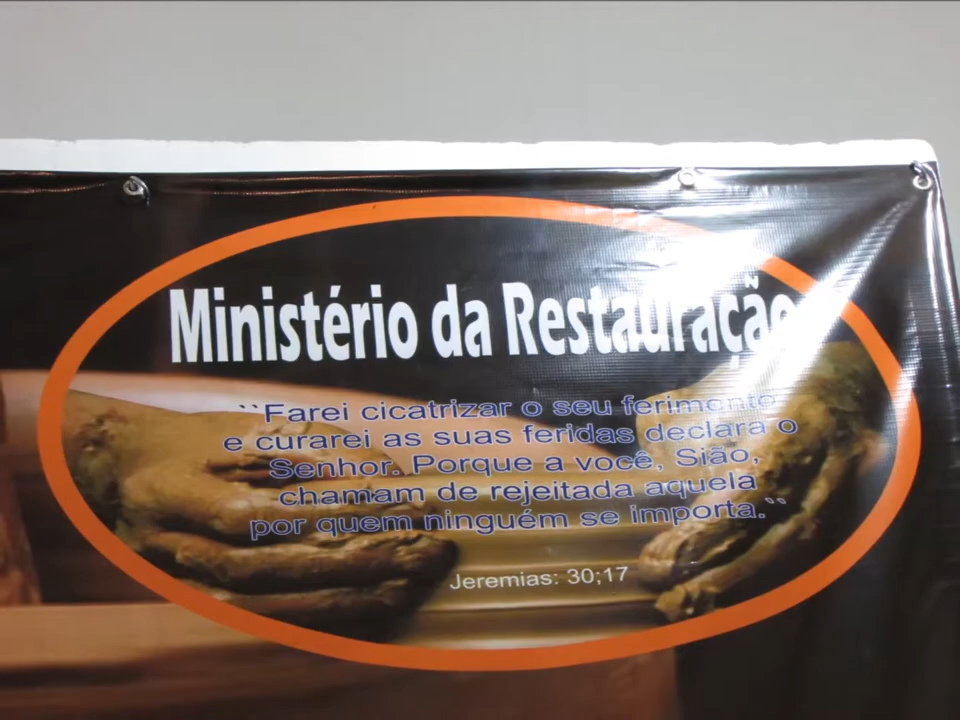 Ministério da Restauração
``Farei cicatrizar o seu ferimento
e curarei as suas feridas declara o
Senhor. Porque a você, Sião,
chamam de rejeitada aquela
por quem ninguém se importa.``
Jeremias: 30;17